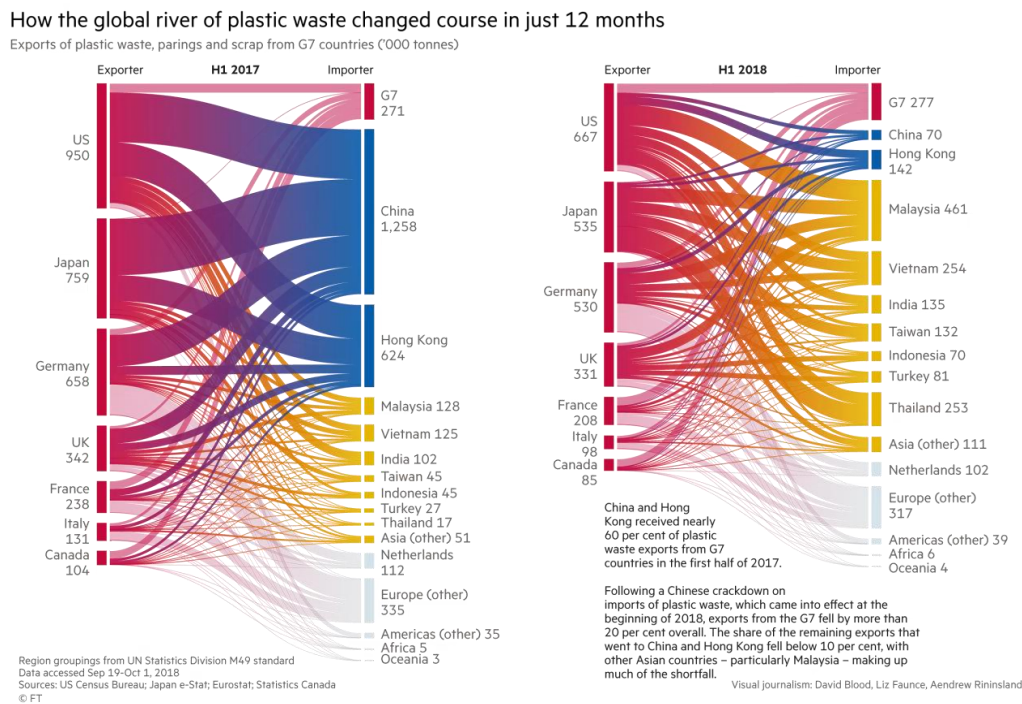 How the global river of plastic waste changed course in just 12 months
Exports of plastic waste, parings and scrap from G7 countries ('000 tonnes)
Exporter
H1 2017
Importer
US
950
Japan
759
Germany
658
UK
342
France
238
Italy
131
Canada
104
G7
271
China
1,258
Hong Kong
624
Malaysia 128
Vietnam 125
India 102
Taiwan 45
Indonesia 45
Turkey 27
Thailand 17
Asia (other) 51
Netherlands
112
Europe (other)
335
Americas (other) 35
Africa 5
Oceania 3
Exporter
H1 2018
Importer
US
667
Japan
535
Germany
530
UK
331
France
208
Italy
98
Canada
85
G7 277
China 70
Hong Kong
142
Malaysia 461
Vietnam 254
India 135
Taiwan 132
Indonesia 70
Turkey 81
Thailand 253
Asia (other) 111
Netherlands 102
Europe (other)
317
Americas (other) 39
Africa 6
Oceania 4
China and Hong
Kong received nearly
60 per cent of plastic
waste exports from G7
countries in the first half of 2017.
Following a Chinese crackdown on
imports of plastic waste, which came into effect at the
beginning of 2018, exports from the G7 fell by more than
20 per cent overall. The share of the remaining exports that
went to China and Hong Kong fell below 10 per cent, with
other Asian countries – particularly Malaysia – making up
much of the shortfall.
Region groupings from UN Statistics Division M49 standard
Data accessed Sep 19-Oct 1, 2018
Sources: US Census Bureau; Japan e-Stat; Eurostat; Statistics Canada
© FT
Visual journalism: David Blood, Liz Faunce, Aendrew Rininsland